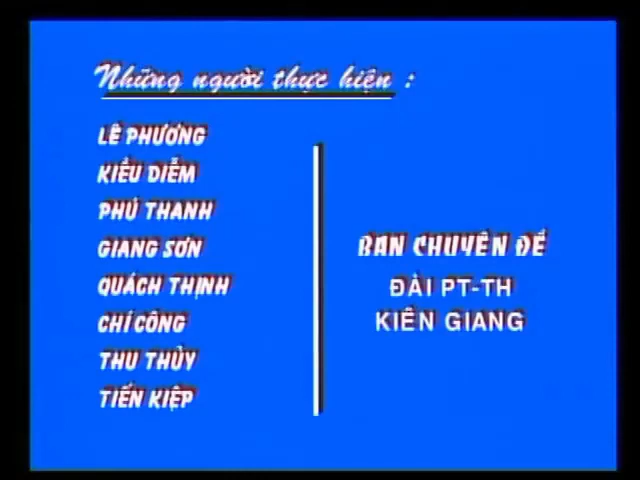 Những người thực hiện :
LÊ PHƯƠNG
KIỀU DIỄM
PHÚ THANH
GIANG SƠN
QUÁCH THỊNH
CHÍ CÔNG
THU THỦY
TIẾN KIỆP
BAN CHUYÊN ĐỀ
ĐÀI PT-TH
KIÊN GIANG